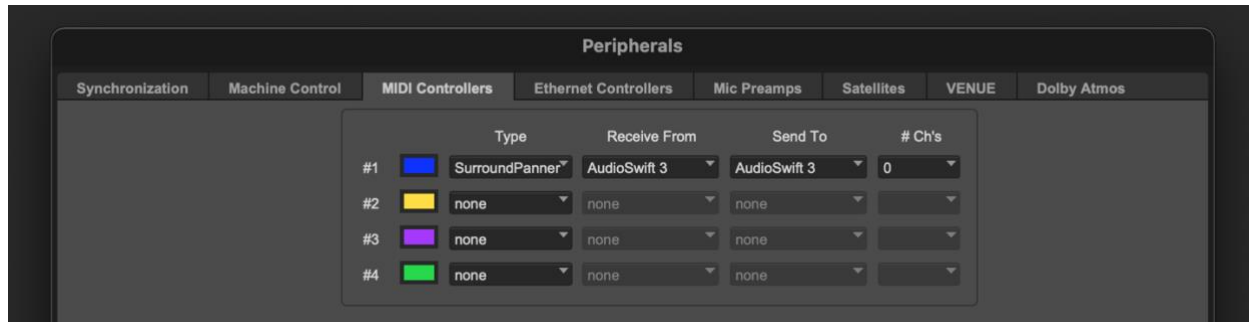 Peripherals
Synchronization Machine Control MIDI Controllers Ethernet Controllers Mic Preamps Satellites VENUE Dolby Atmos
Type Receive From Send To # Ch's
#1 SurroundPanner AudioSwift 3 AudioSwift 3 0
#2 none none none
#3 none none none
#4 none none none